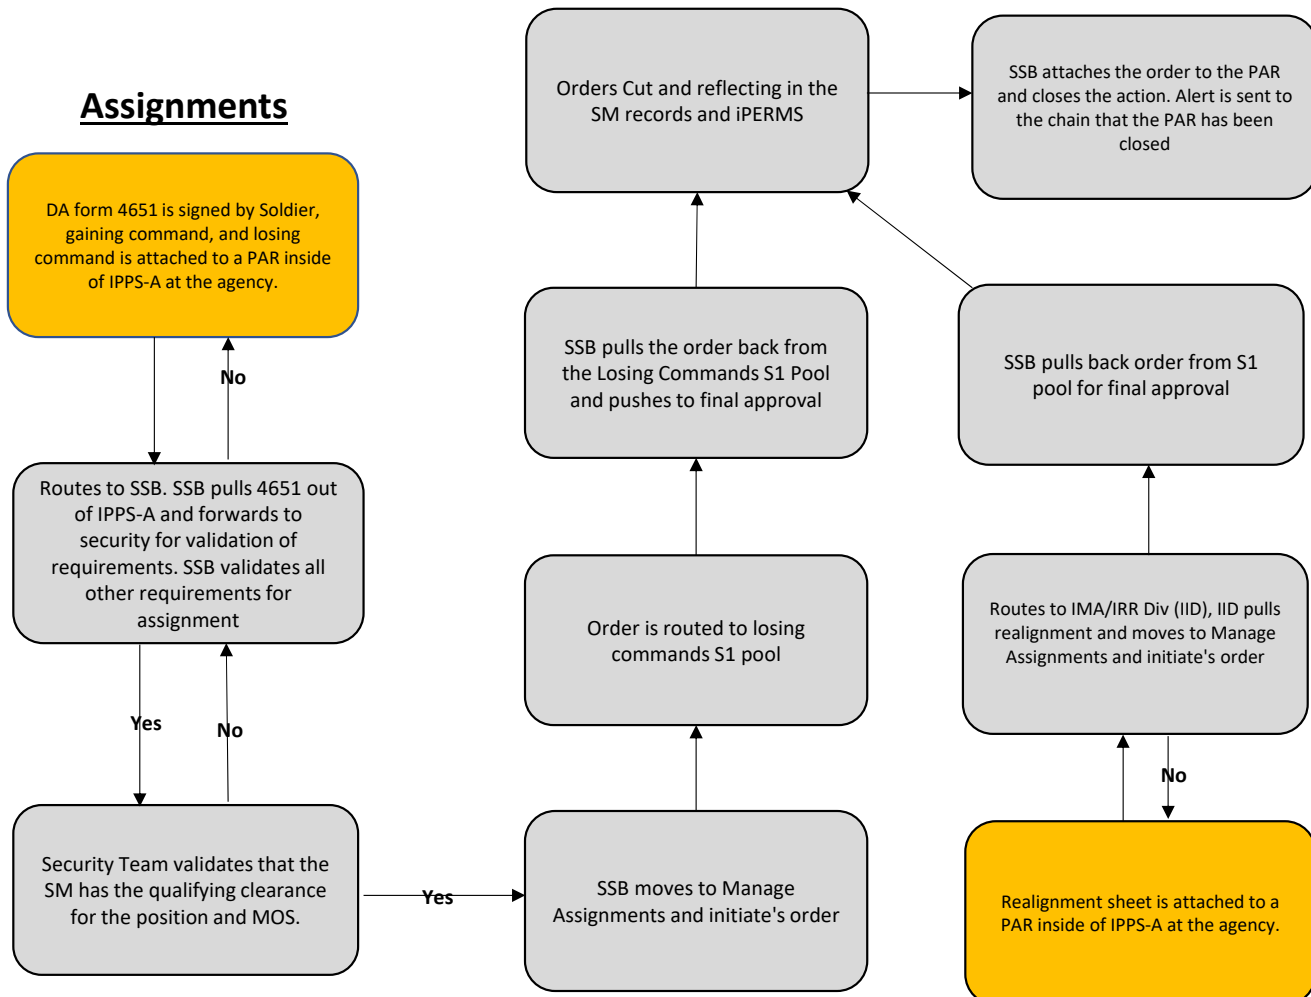 Assignments
DA form 4651 is signed by Soldier,
gaining command, and losing
command is attached to a PAR inside
of IPPS-A at the agency.
No
Routes to SSB. SSB pulls 4651 out
of IPPS-A and forwards to
security for validation of
requirements. SSB validates all
other requirements for
assignment
Yes
No
Security Team validates that the
SM has the qualifying clearance
for the position and MOS.
Yes
SSB moves to Manage
Assignments and initiate's order
Order is routed to losing
commands S1 pool
SSB pulls the order back from
the Losing Commands S1 Pool
and pushes to final approval
Orders Cut and reflecting in the
SM records and iPERMS
SSB attaches the order to the PAR
and closes the action. Alert is sent to
the chain that the PAR has been
closed
SSB pulls back order from S1
pool for final approval
Routes to IMA/IRR Div (IID), IID pulls
realignment and moves to Manage
Assignments and initiate's order
No
Realignment sheet is attached to a
PAR inside of IPPS-A at the agency.